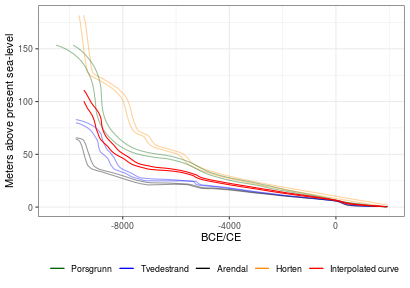 Meters above present sea-level
150
100
50
0
-8000 -4000 0
BCE/CE
Porsgrunn Tvedestrand Arendal Horten Interpolated curve